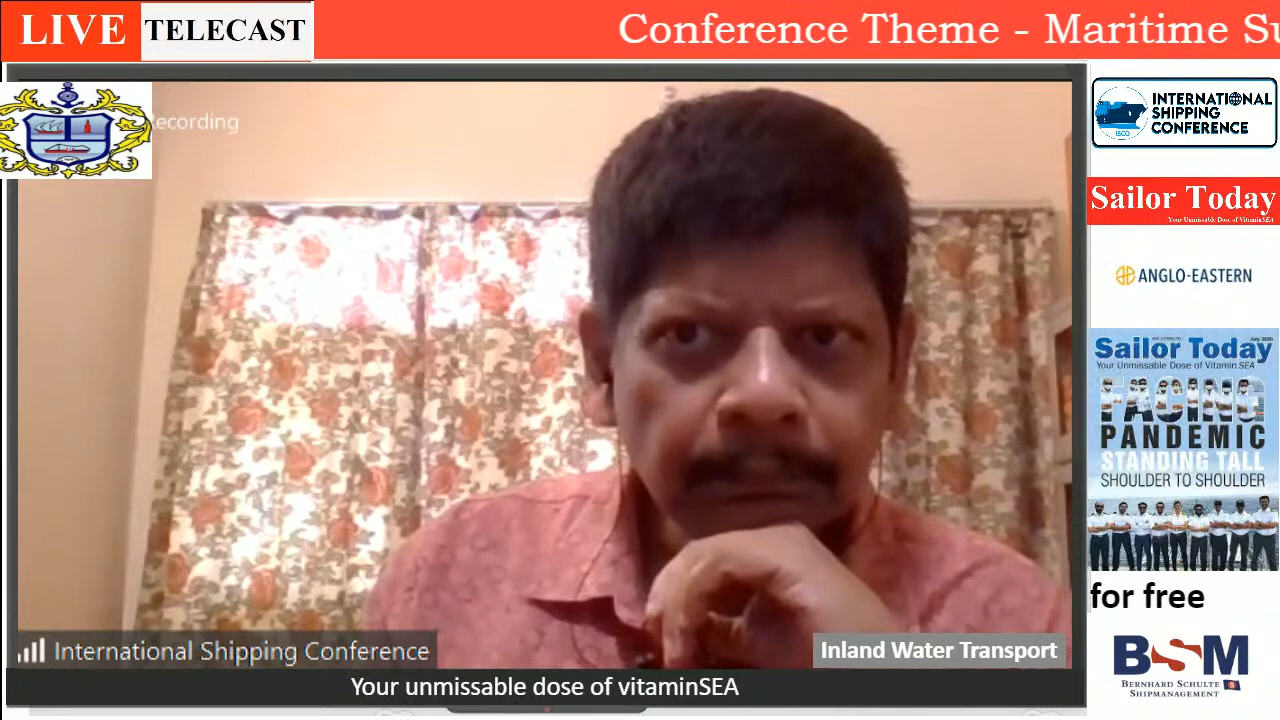 LIVE TELECAST
Conference Theme - Maritime Su
Recording
INTERNATIONAL
SHIPPING
CONFERENCE
ISCO
Sailor Today
Your Unmissable Dose of VitaminSEA
ANGLO-EASTERN
July 2020
Sailor Today
Your Unmissable Dose of Vitamin SEA
FACING
PANDEMIC
STANDING TALL
SHOULDER TO SHOULDER
for free
BSM
BERNHARD SCHULTE
SHIPMANAGEMENT
International Shipping Conference
Inland Water Transport
Your unmissable dose of vitaminSEA